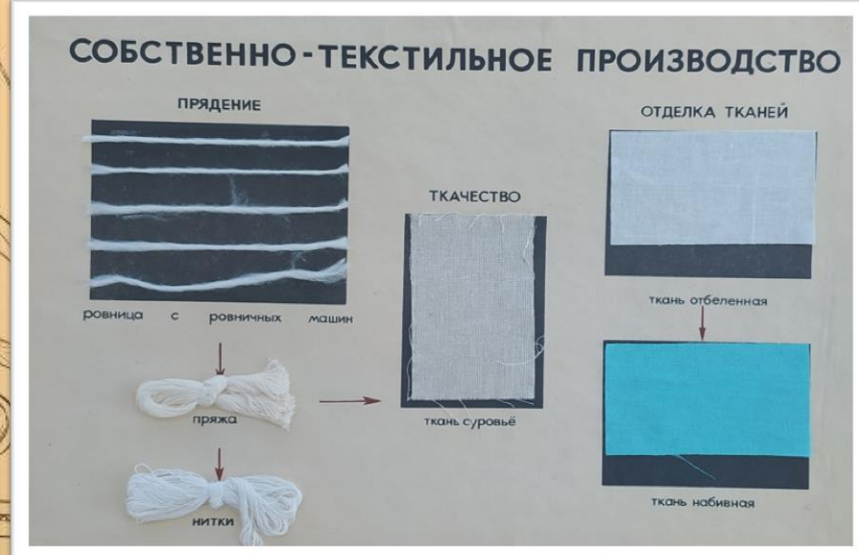 СОБСТВЕННО-ТЕКСТИЛЬНОЕ ПРОИЗВОДСТВО
ПРЯДЕНИЕ
ровница с ровничных машин
пряжа
нитки
ТКАЧЕСТВО
ткань суровьё
ОТДЕЛКА ТКАНЕЙ
ткань отбеленная
ткань набивная